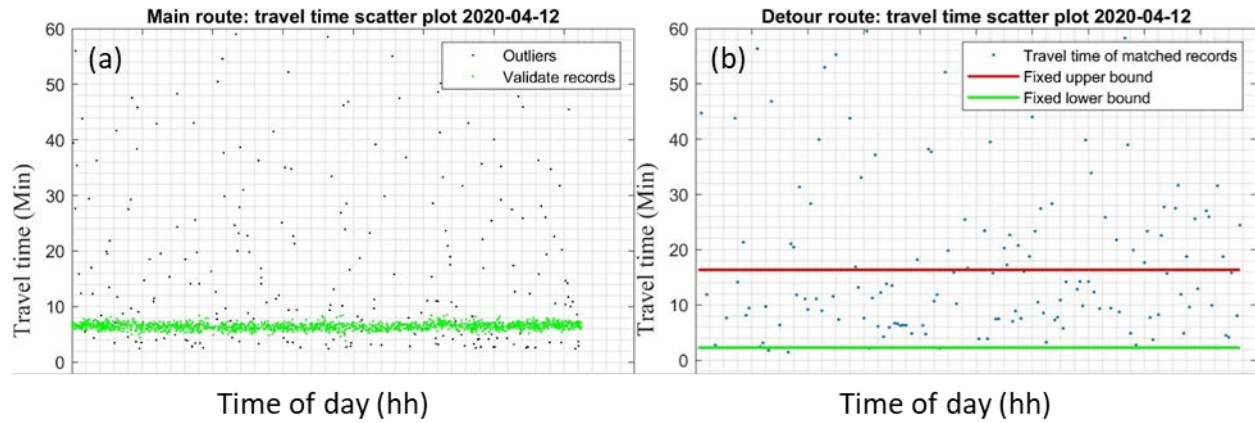 Main route: travel time scatter plot 2020-04-12
(a)
Outliers
Validate records
60
50
40
30
20
10
0
Travel time (Min)
Time of day (hh)
Detour route: travel time scatter plot 2020-04-12
(b)
Travel time of matched records
Fixed upper bound
Fixed lower bound
60
50
40
30
20
10
0
Travel time (Min)
Time of day (hh)